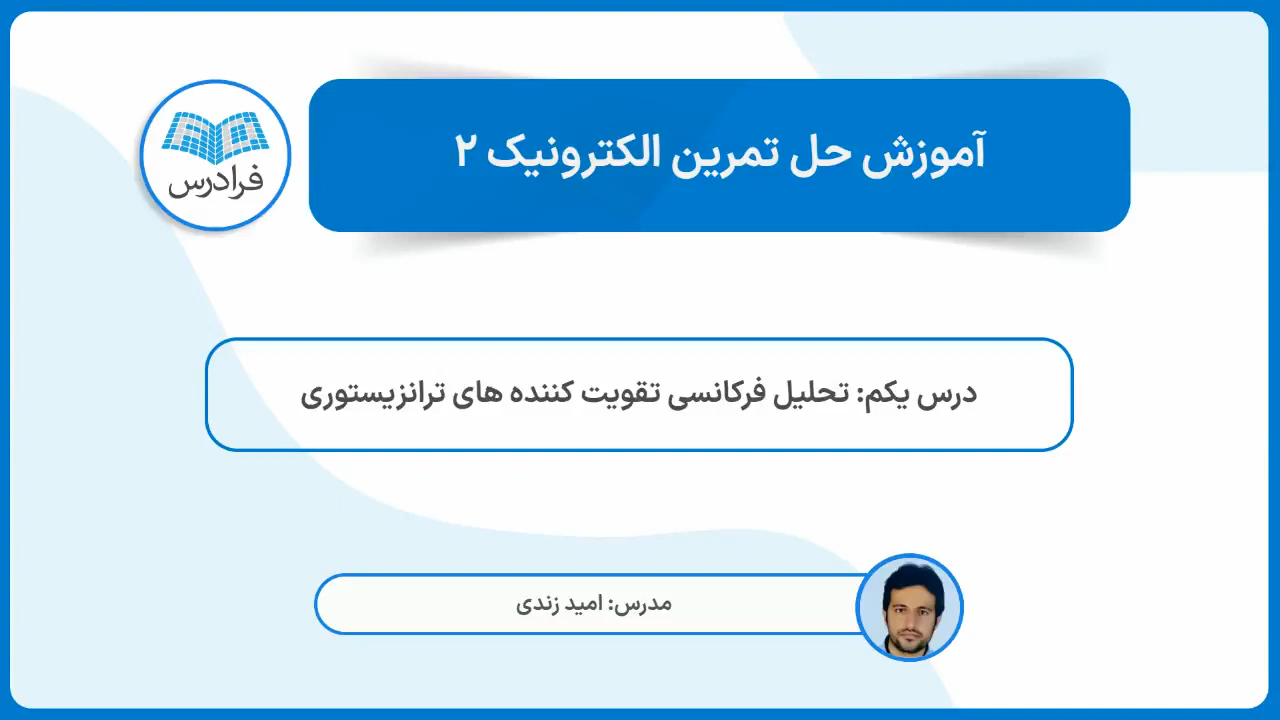 آموزش حل تمرین الکترونیک ۲
فرادرس
درس یکم: تحلیل فرکانسی تقویت کننده های ترانزیستوری
مدرس: امید زندی